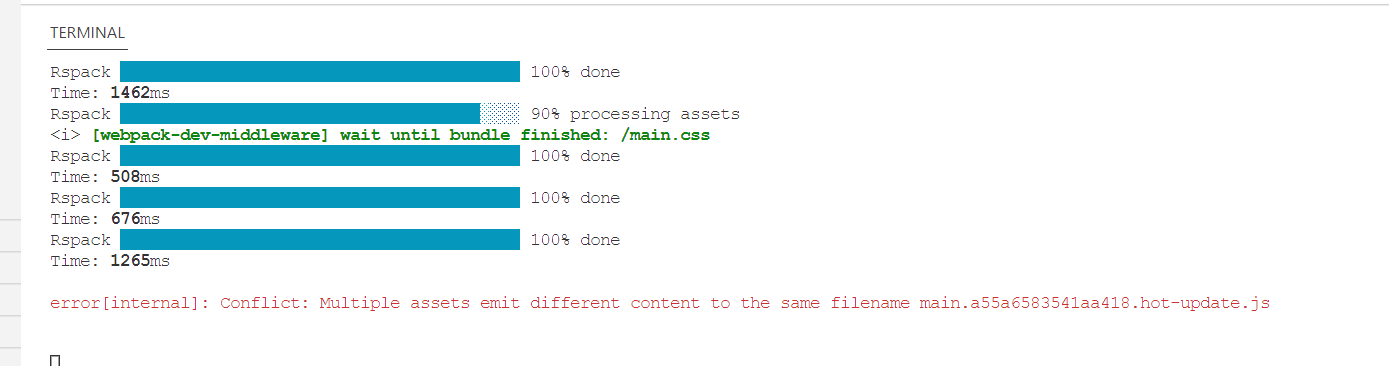 TERMINAL
Rspack 100% done
Time: 1462ms
Rspack 90% processing assets
<i> [webpack-dev-middleware] wait until bundle finished: /main.css
Rspack 100% done
Time: 508ms
Rspack 100% done
Time: 676ms
Rspack 100% done
Time: 1265ms
error[internal]: Conflict: Multiple assets emit different content to the same filename main.a55a6583541aa418.hot-update.js